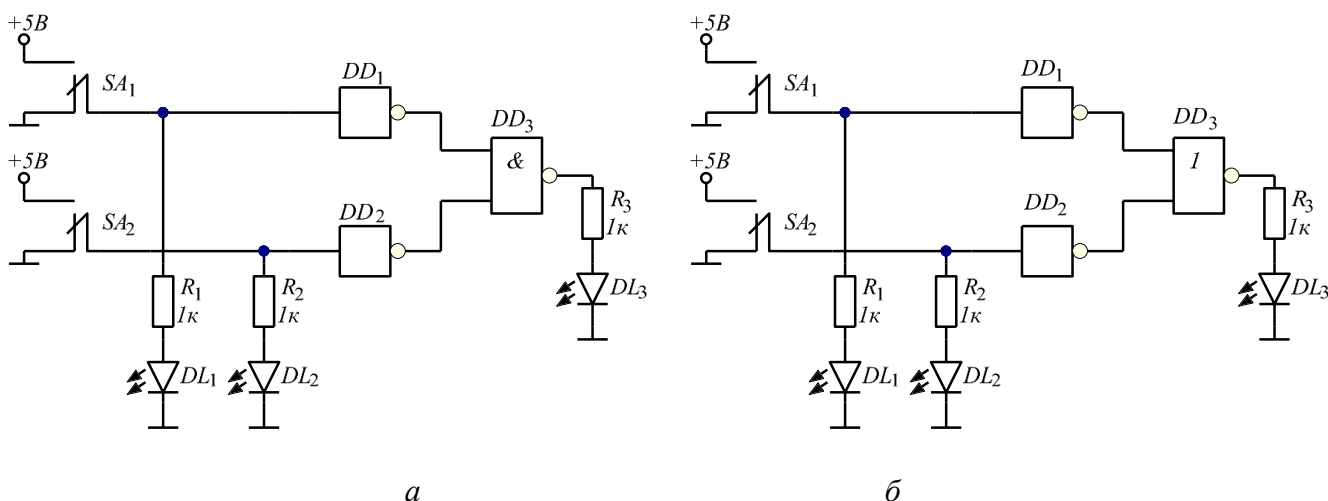 +5В
SA1
DD1
DD3
&
+5В
SA2
DD2
R3
1к
DL3
R1
1к
R2
1к
DL1
DL2
а
+5В
SA1
DD1
DD3
1
+5В
SA2
DD2
R3
1к
DL3
R1
1к
R2
1к
DL1
DL2
б